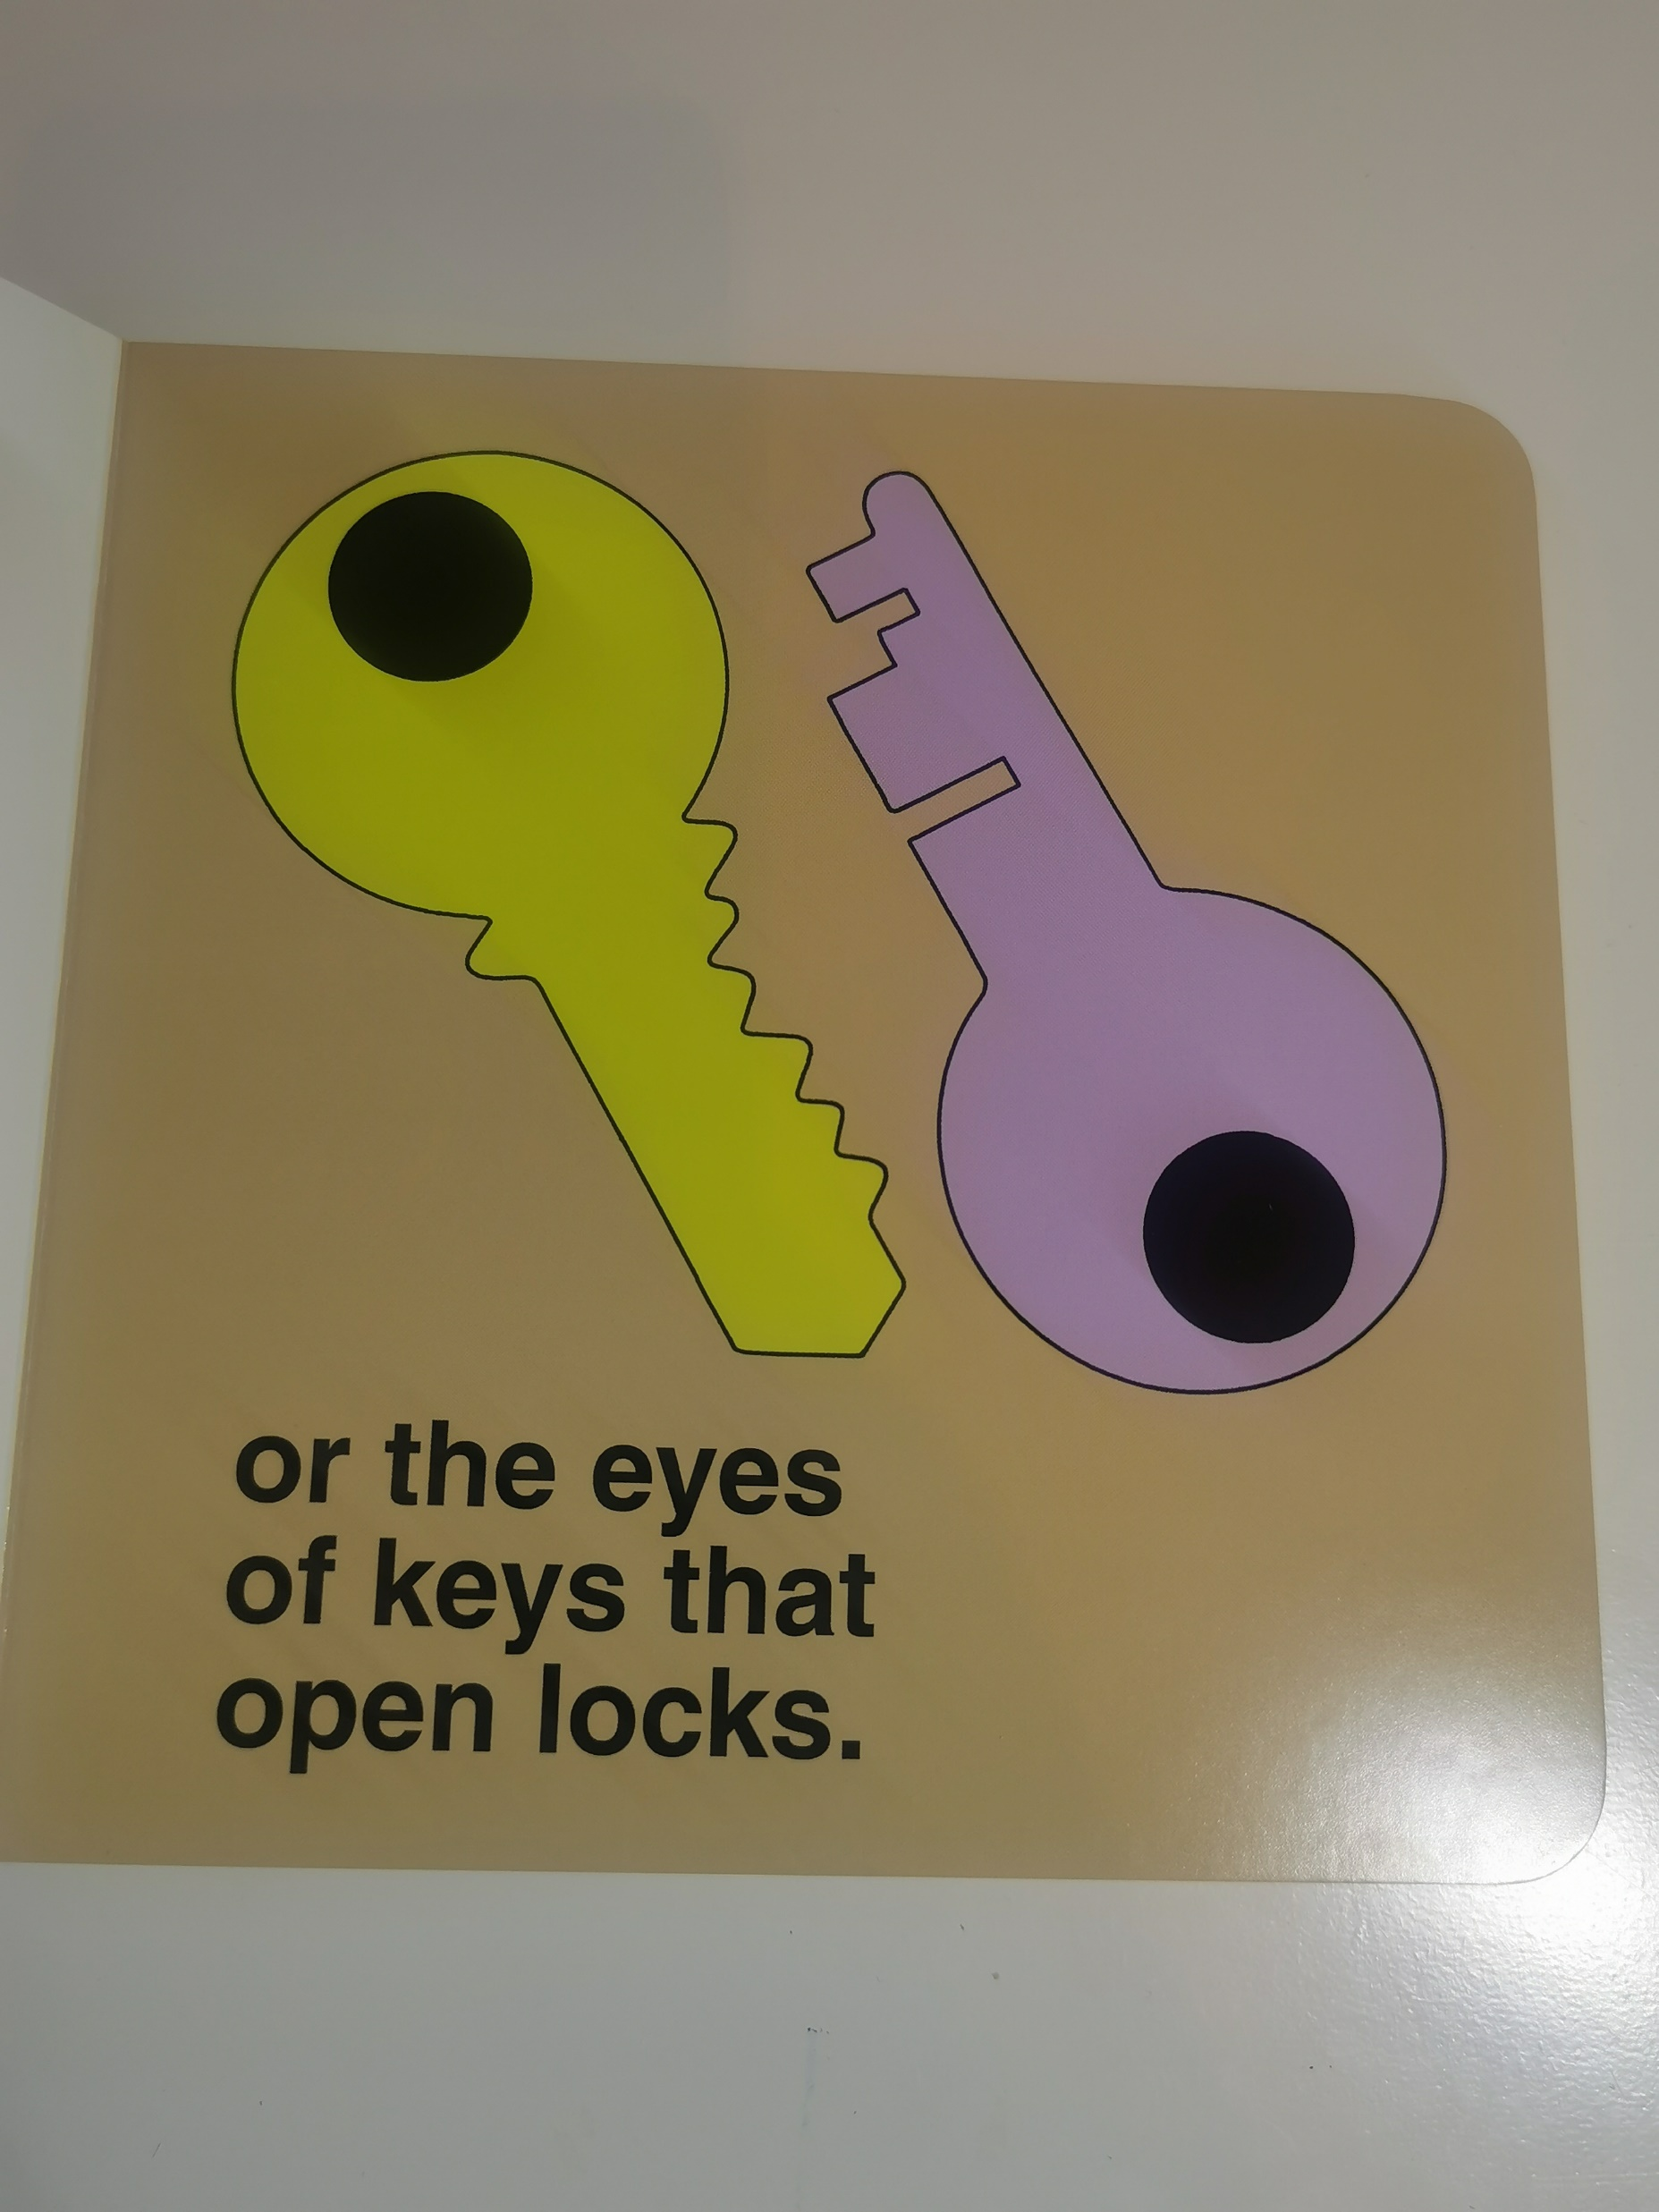 or the eyes
of keys that
open locks.